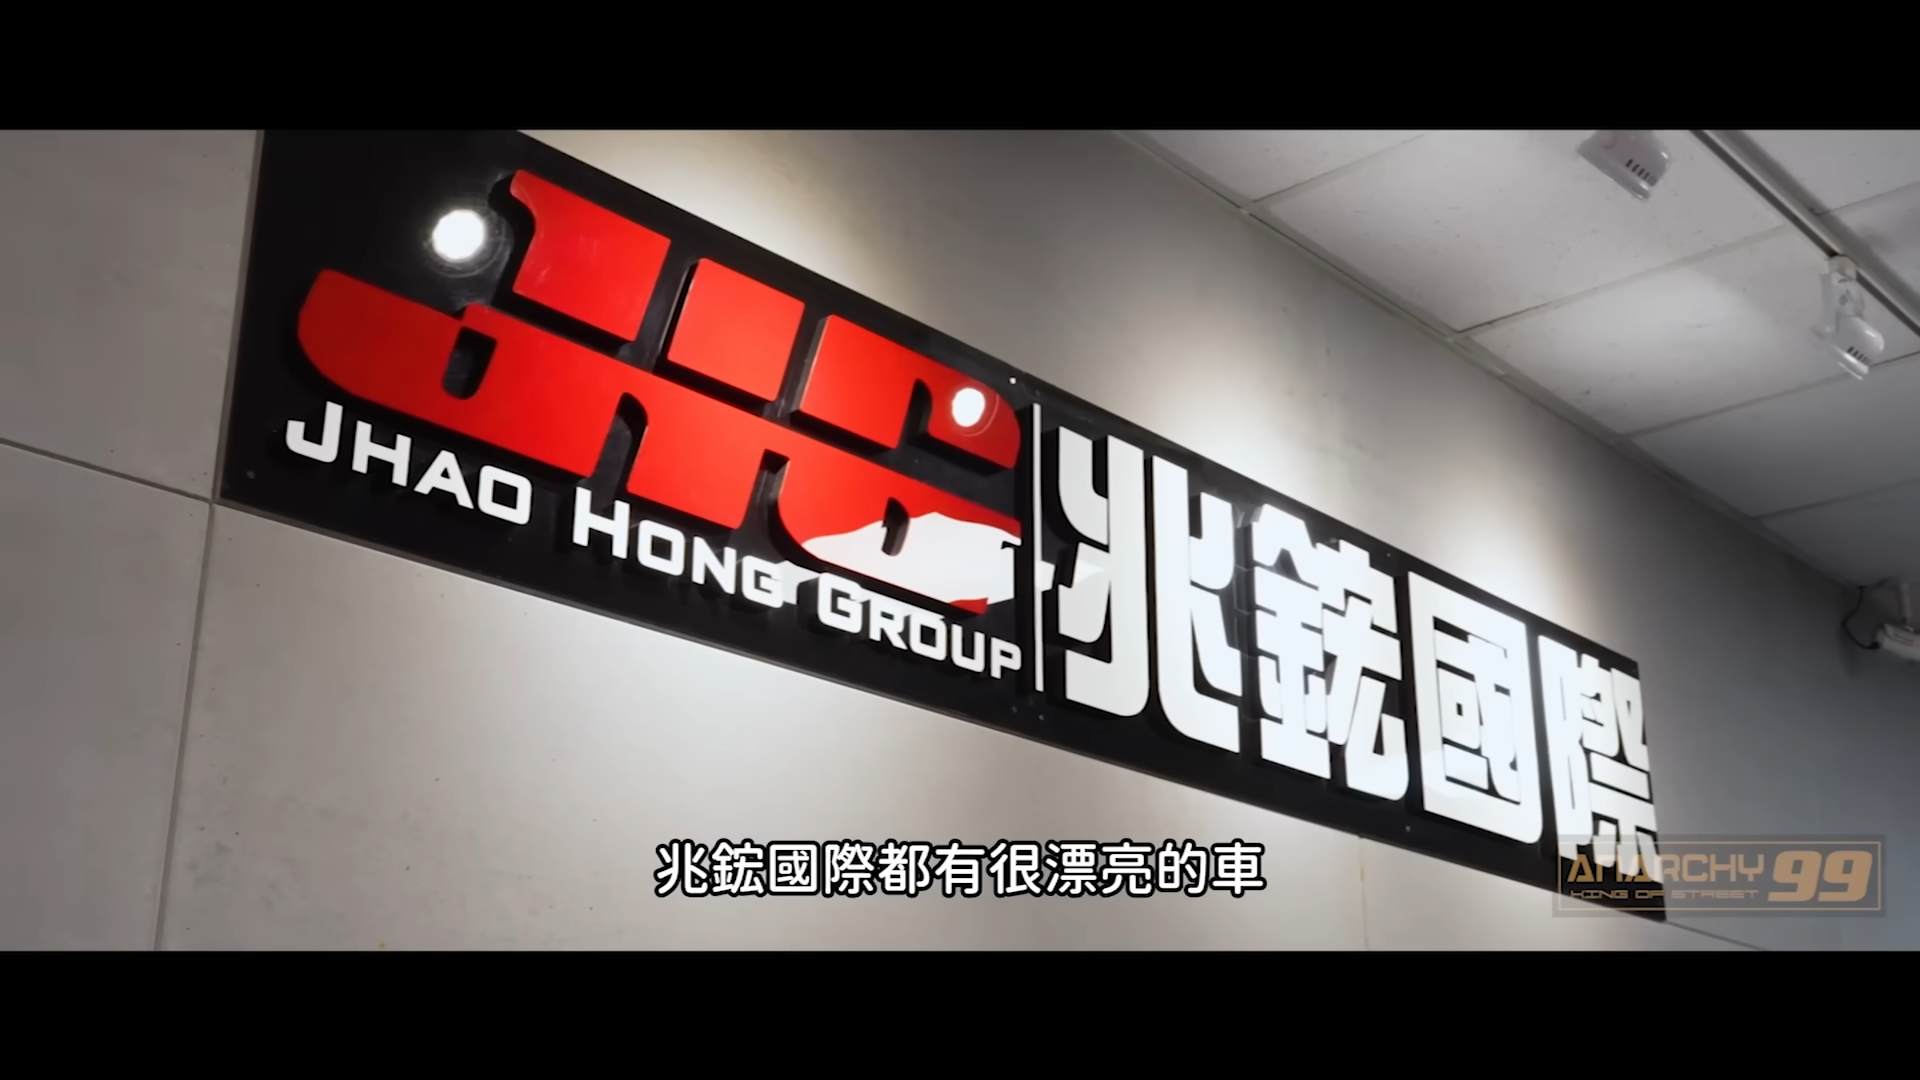 JHG
JHAO HONG GROUP
兆鋐國際
兆鋐國際都有很漂亮的車
ANARCHY 99
KING OF STREET